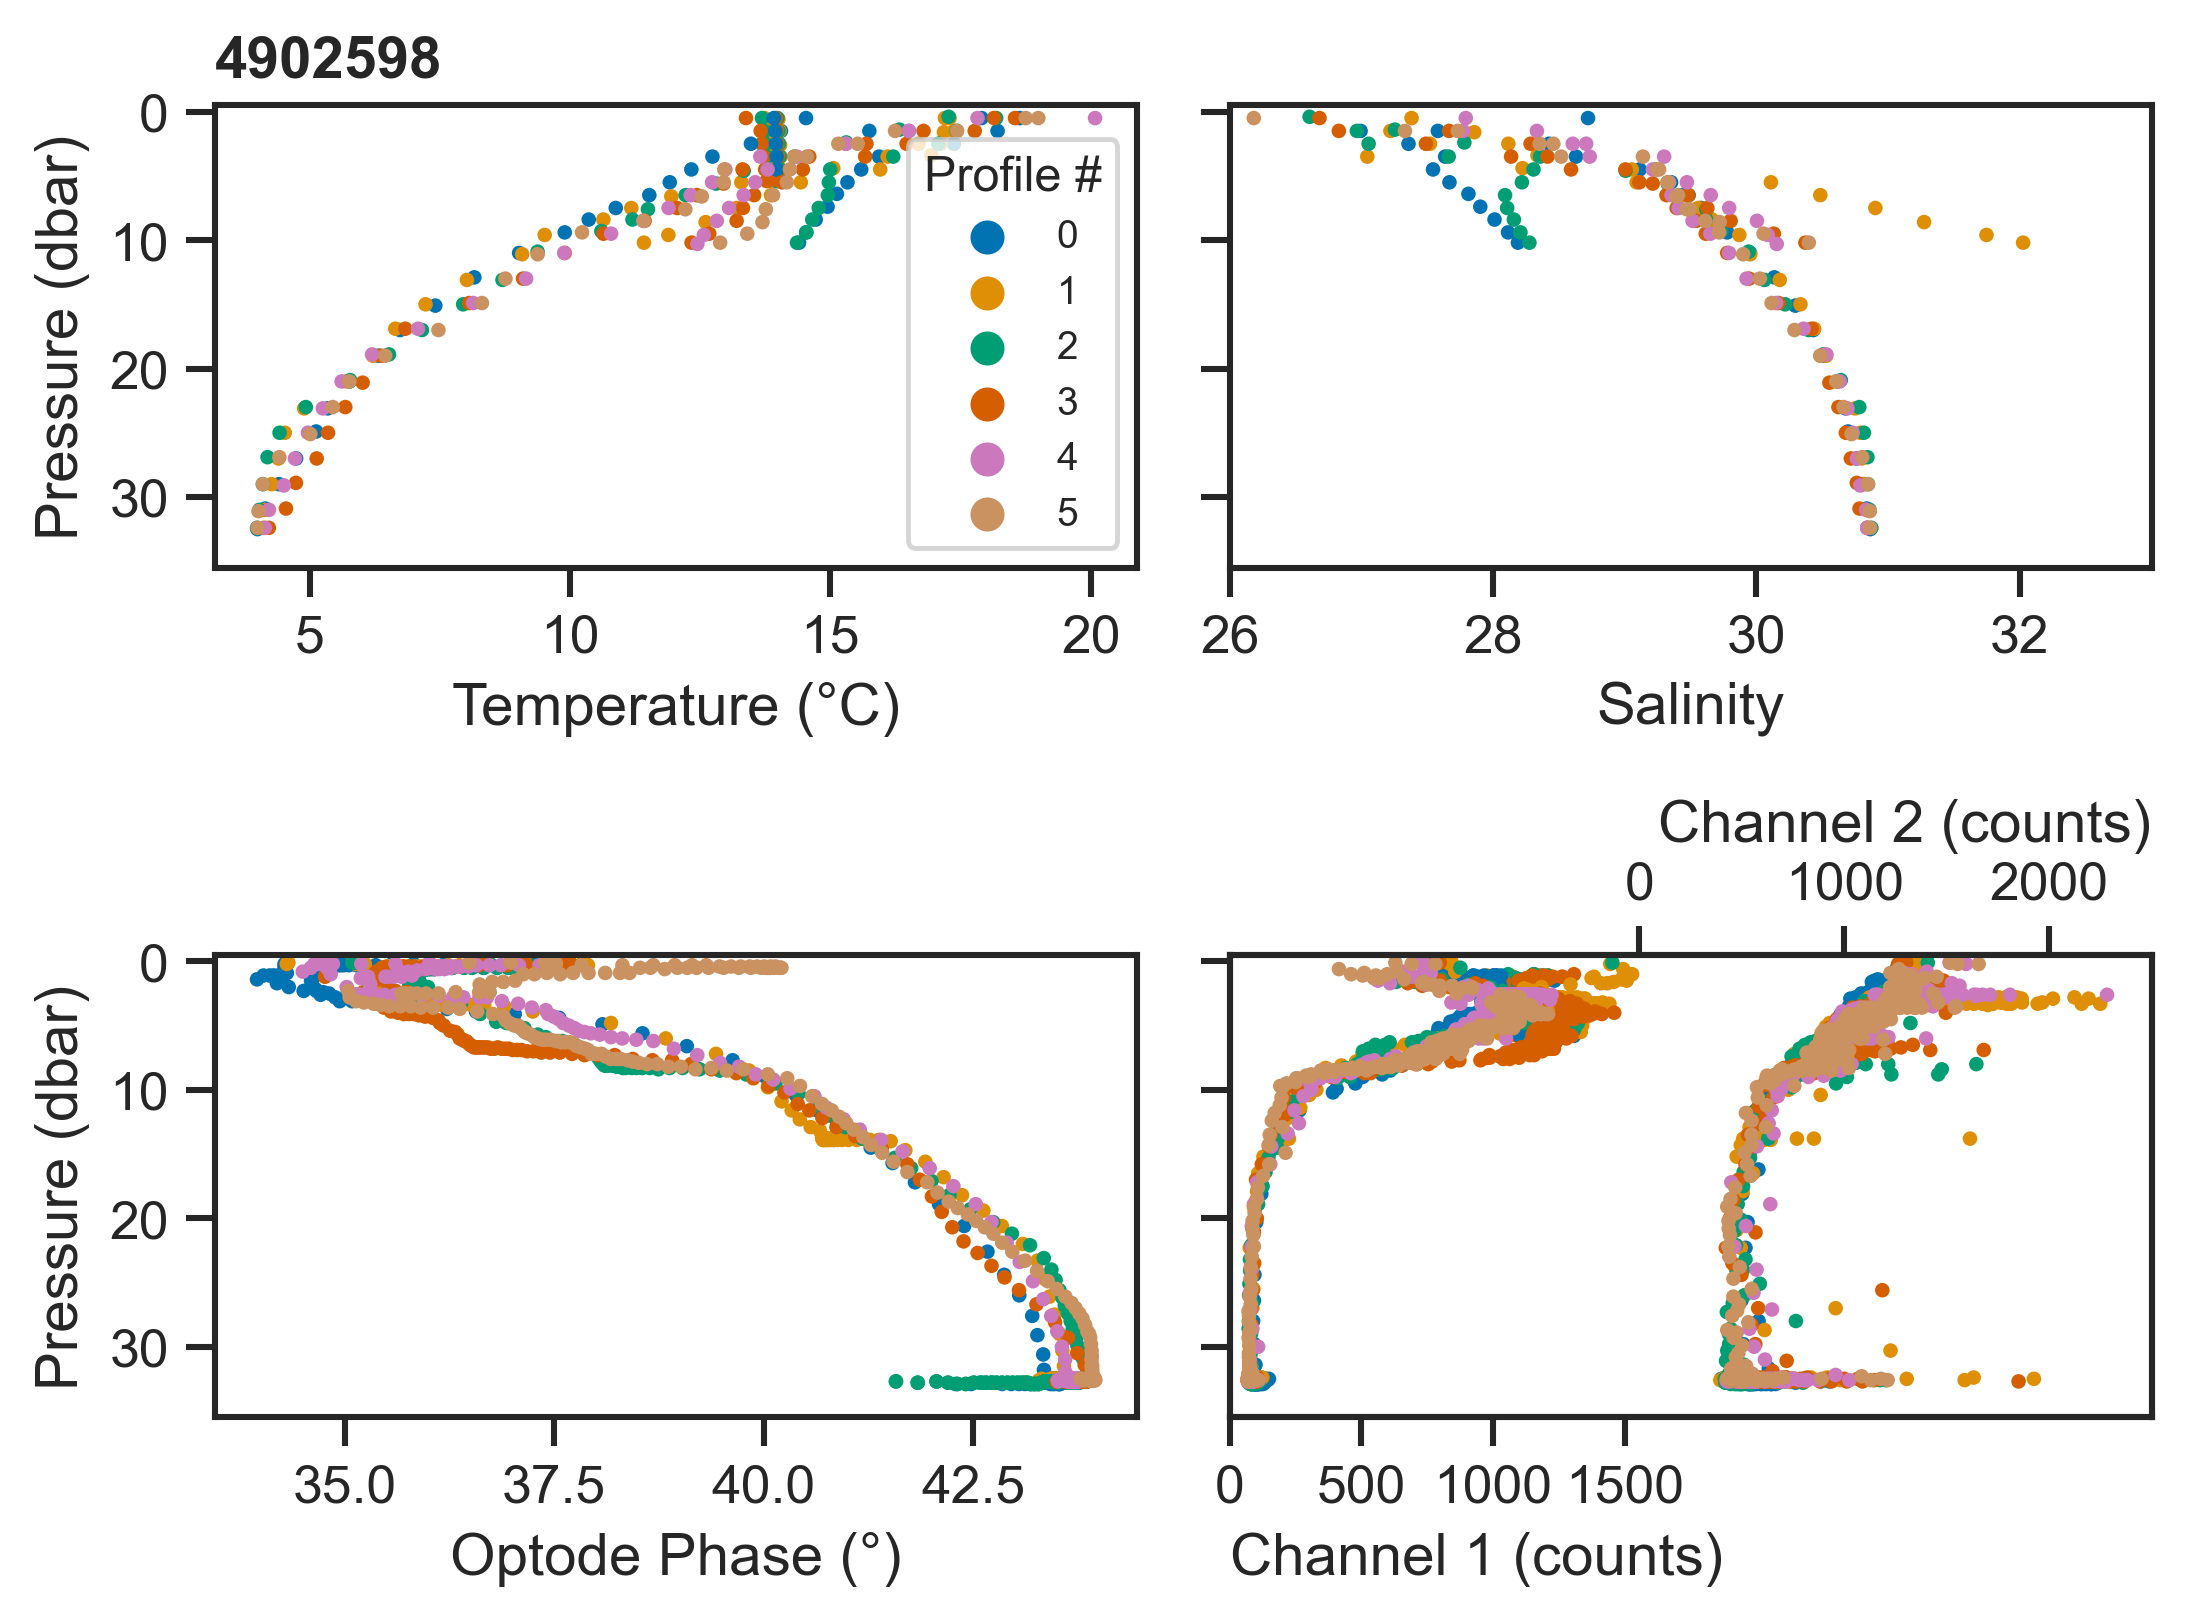 4902598
0
10
20
30
Pressure (dbar)
5 10 15 20
Temperature (°C)
Profile #
0
1
2
3
4
5
26 28 30 32
Salinity
0
10
20
30
Pressure (dbar)
35.0 37.5 40.0 42.5
Optode Phase (°)
Channel 2 (counts)
0 1000 2000
0 500 1000 1500
Channel 1 (counts)